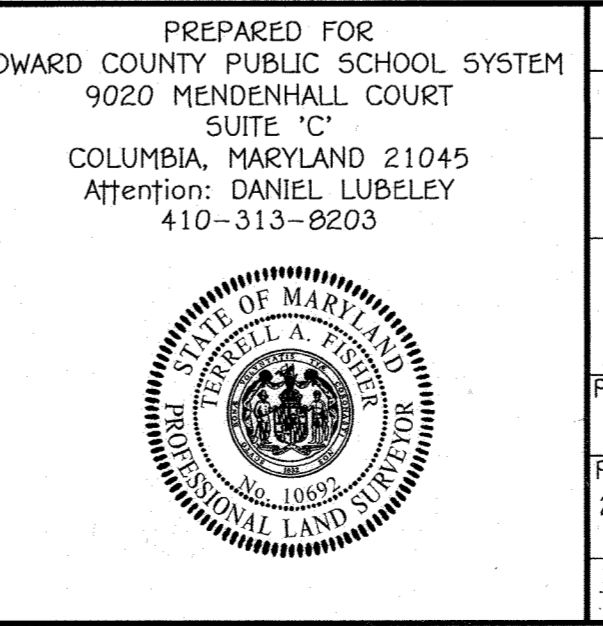 PREPARED FOR
OWARD COUNTY PUBLIC SCHOOL SYSTEM
9020 MENDENHALL COURT
SUITE 'C'
COLUMBIA, MARYLAND 21045
Attention: DANIEL LUBELEY
410-313-8203
STATE OF MARYLAND
TERRELL A. FISHER
No. 10692
PROFESSIONAL LAND SURVEYOR